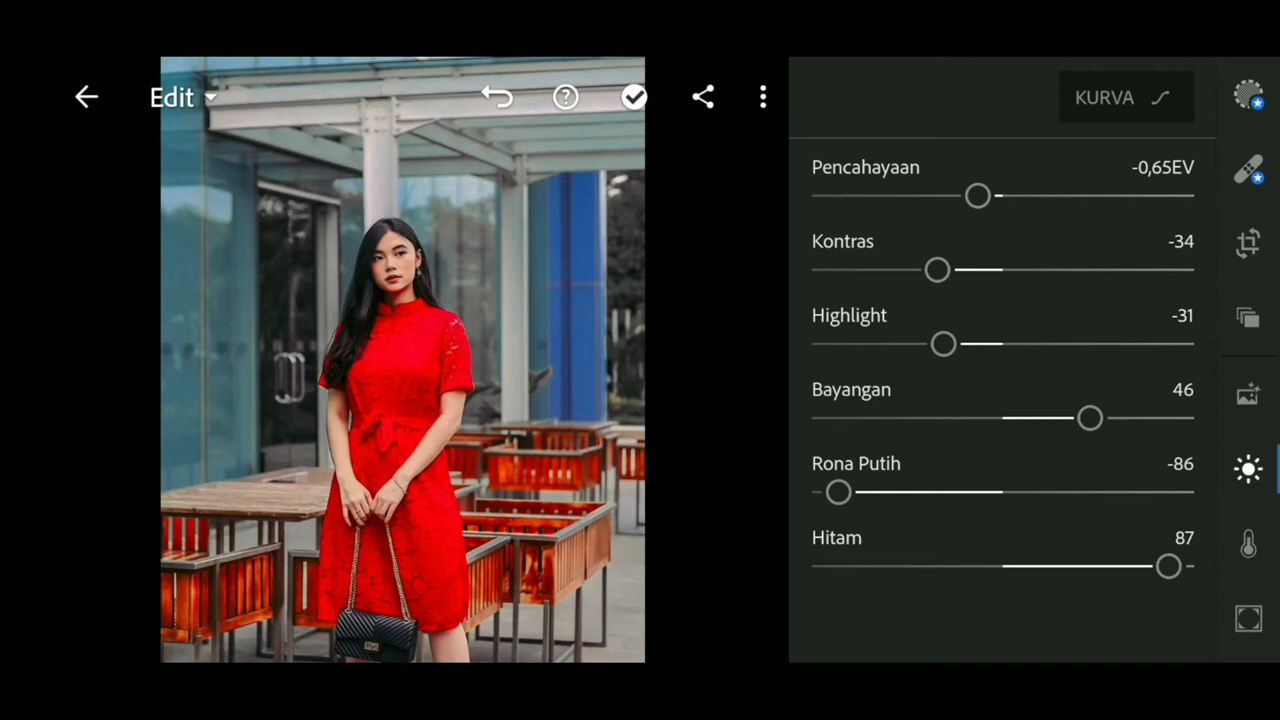 Edit
KURVA
Pencahayaan -0,65EV
Kontras -34
Highlight -31
Bayangan 46
Rona Putih -86
Hitam 87